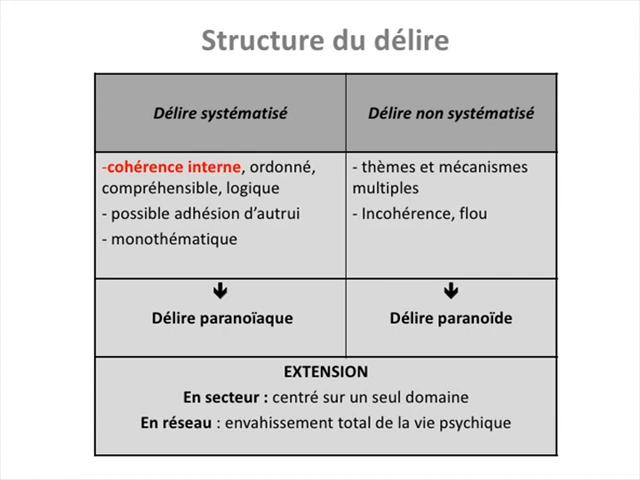 Structure du délire
Délire systématisé
Délire non systématisé
-cohérence interne, ordonné,
compréhensible, logique
- possible adhésion d’autrui
- monothématique
- thèmes et mécanismes
multiples
- Incohérence, flou
🡻
Délire paranoïaque
🡻
Délire paranoïde
EXTENSION
En secteur : centré sur un seul domaine
En réseau : envahissement total de la vie psychique